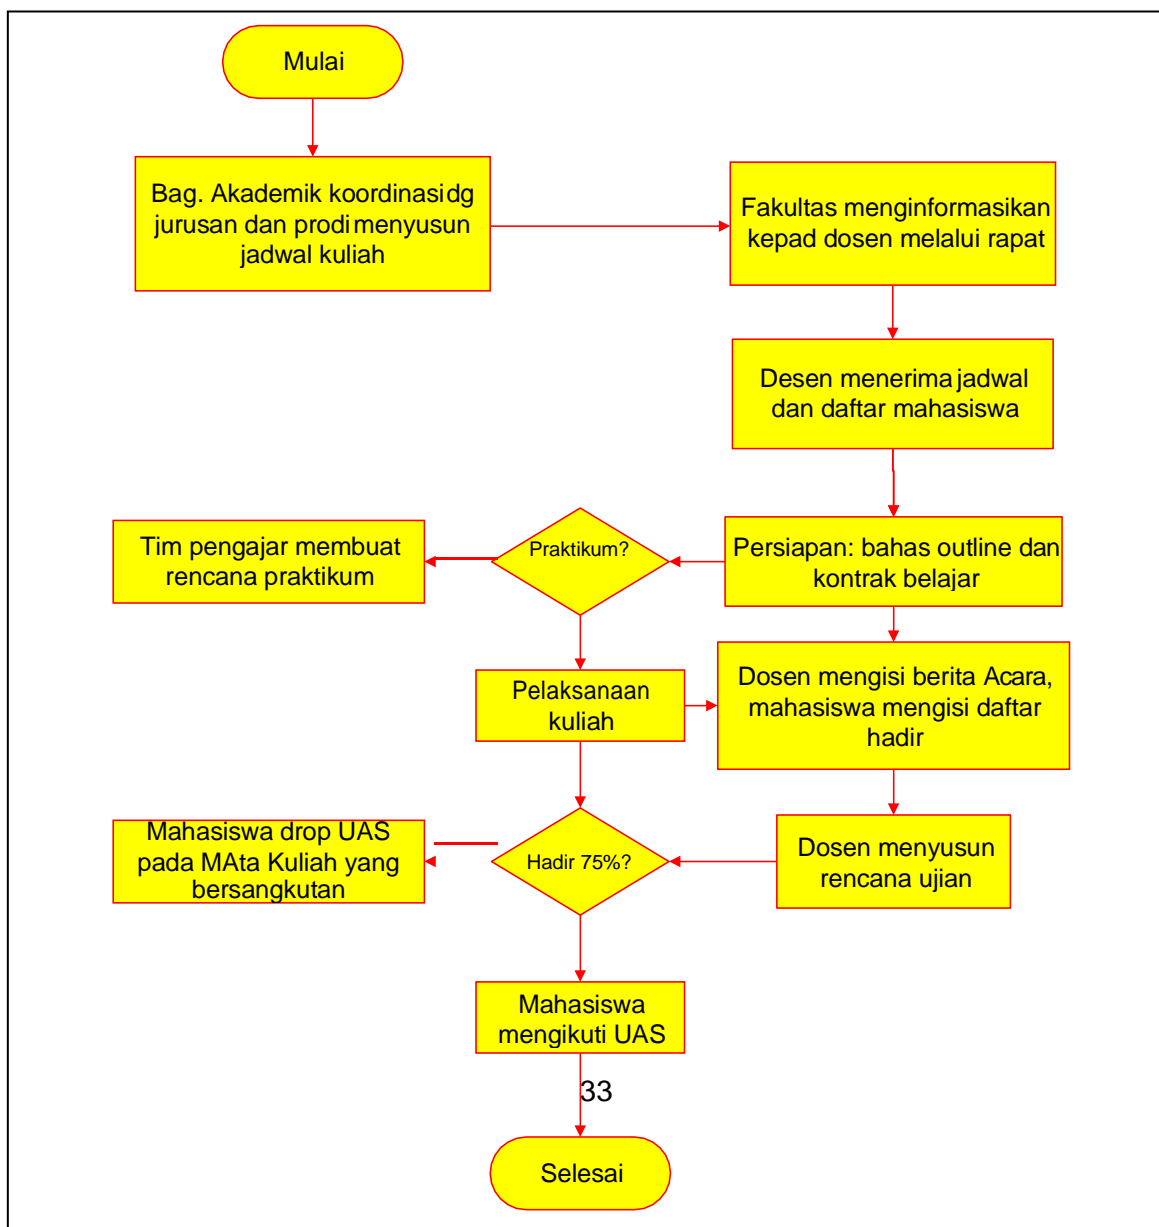 Mulai
Bag. Akademik koordinasi dg
jurusan dan prodi menyusun
jadwal kuliah
Fakultas menginformasikan
kepad dosen melalui rapat
Desen menerima jadwal
dan daftar mahasiswa
Persiapan: bahas outline dan
kontrak belajar
Praktikum?
Tim pengajar membuat
rencana praktikum
Pelaksanaan
kuliah
Dosen mengisi berita Acara,
mahasiswa mengisi daftar
hadir
Dosen menyusun
rencana ujian
Hadir 75%?
Mahasiswa drop UAS
pada MAta Kuliah yang
bersangkutan
Mahasiswa
mengikuti UAS
33
Selesai